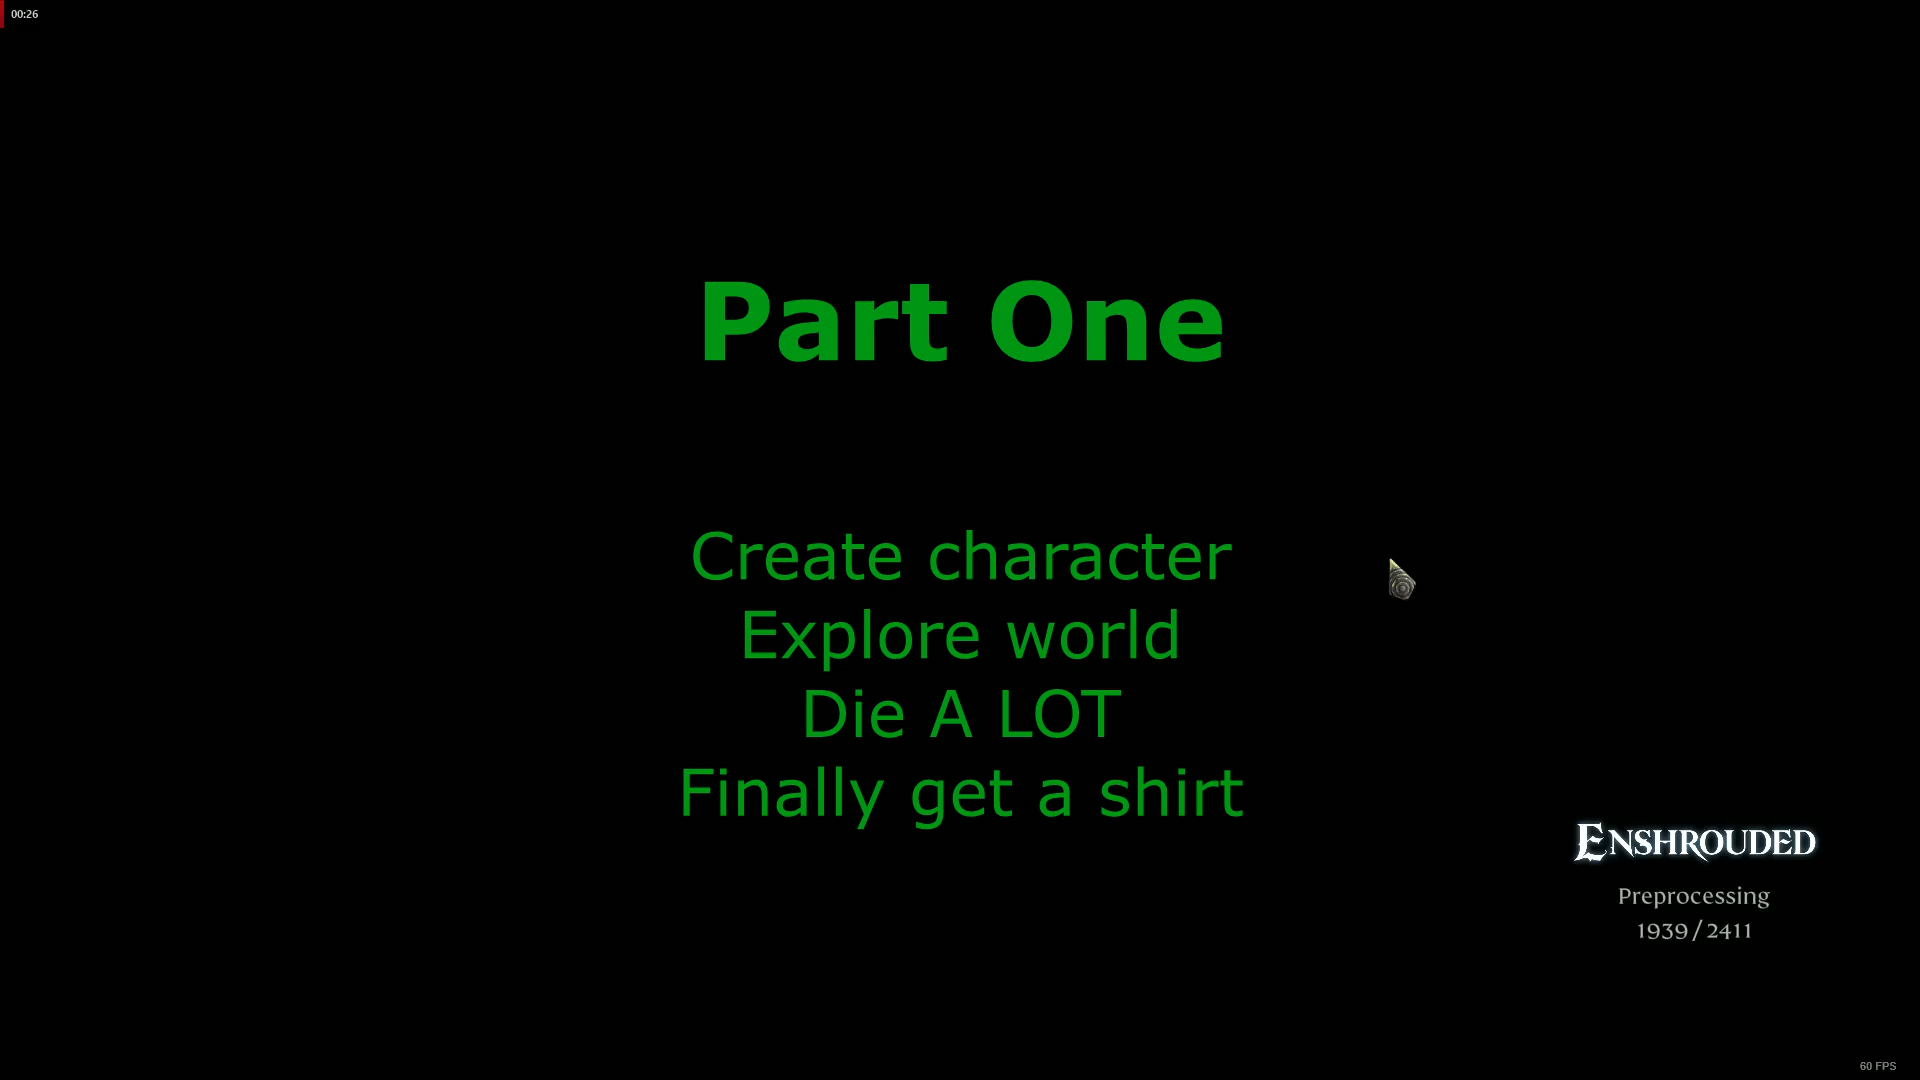 00:26
Part One
Create character
Explore world
Die A LOT
Finally get a shirt
ENSHROUDED
Preprocessing
1939/2411
60 FPS